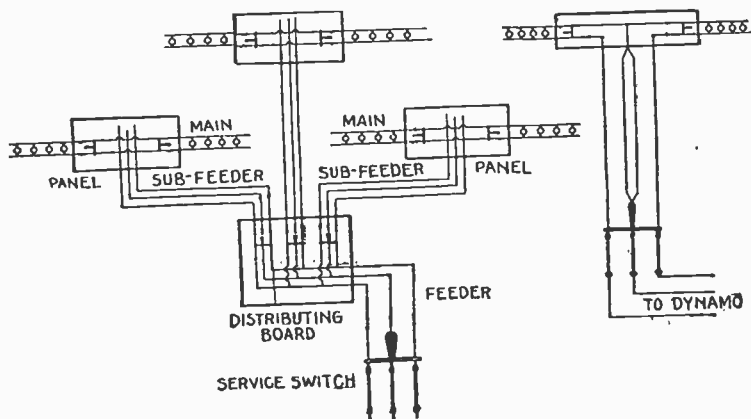 MAIN
MAIN
PANEL
SUB-FEEDER
SUB-FEEDER
PANEL
FEEDER
TO DYNAMO
DISTRIBUTING
BOARD
SERVICE SWITCH